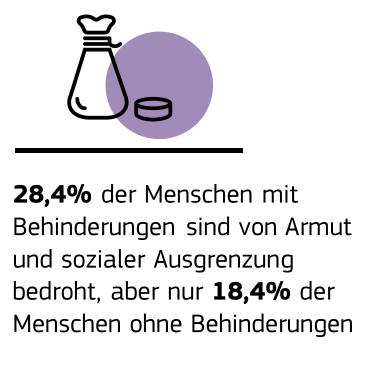 28,4% der Menschen mit
Behinderungen sind von Armut
und sozialer Ausgrenzung
bedroht, aber nur 18,4% der
Menschen ohne Behinderungen